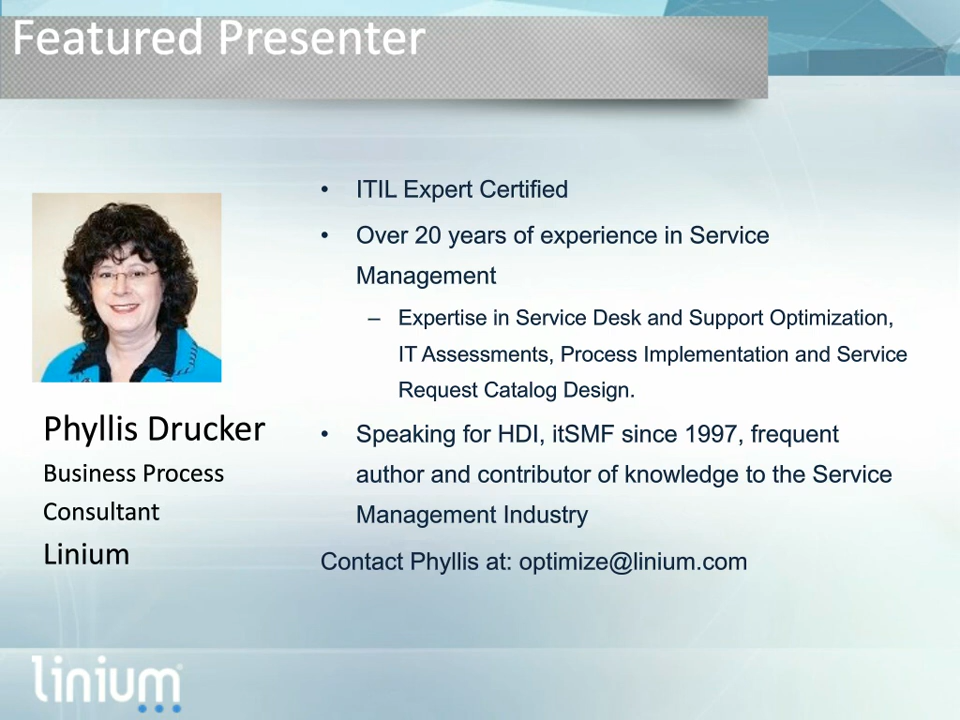 Featured Presenter
• ITIL Expert Certified
• Over 20 years of experience in Service
Management
– Expertise in Service Desk and Support Optimization,
IT Assessments, Process Implementation and Service
Request Catalog Design.
• Speaking for HDI, itSMF since 1997, frequent
author and contributor of knowledge to the Service
Management Industry
Contact Phyllis at: optimize@linium.com
Phyllis Drucker
Business Process
Consultant
Linium
linium